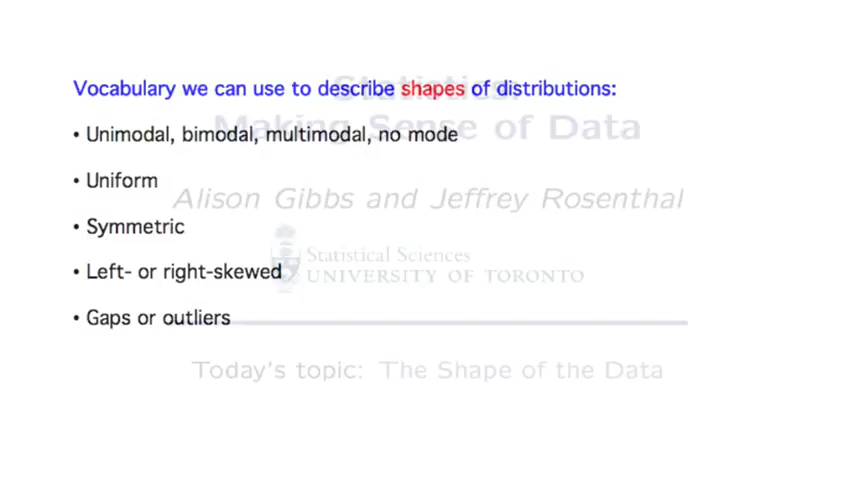 Vocabulary we can use to describe shapes of distributions:
Statistics:
• Unimodal, bimodal, multimodal, no mode
Making Sense of Data
• Uniform
Alison Gibbs and Jeffrey Rosenthal
• Symmetric
Statistical Sciences
• Left- or right-skewed
UNIVERSITY OF TORONTO
• Gaps or outliers
Today's topic: The Shape of the Data